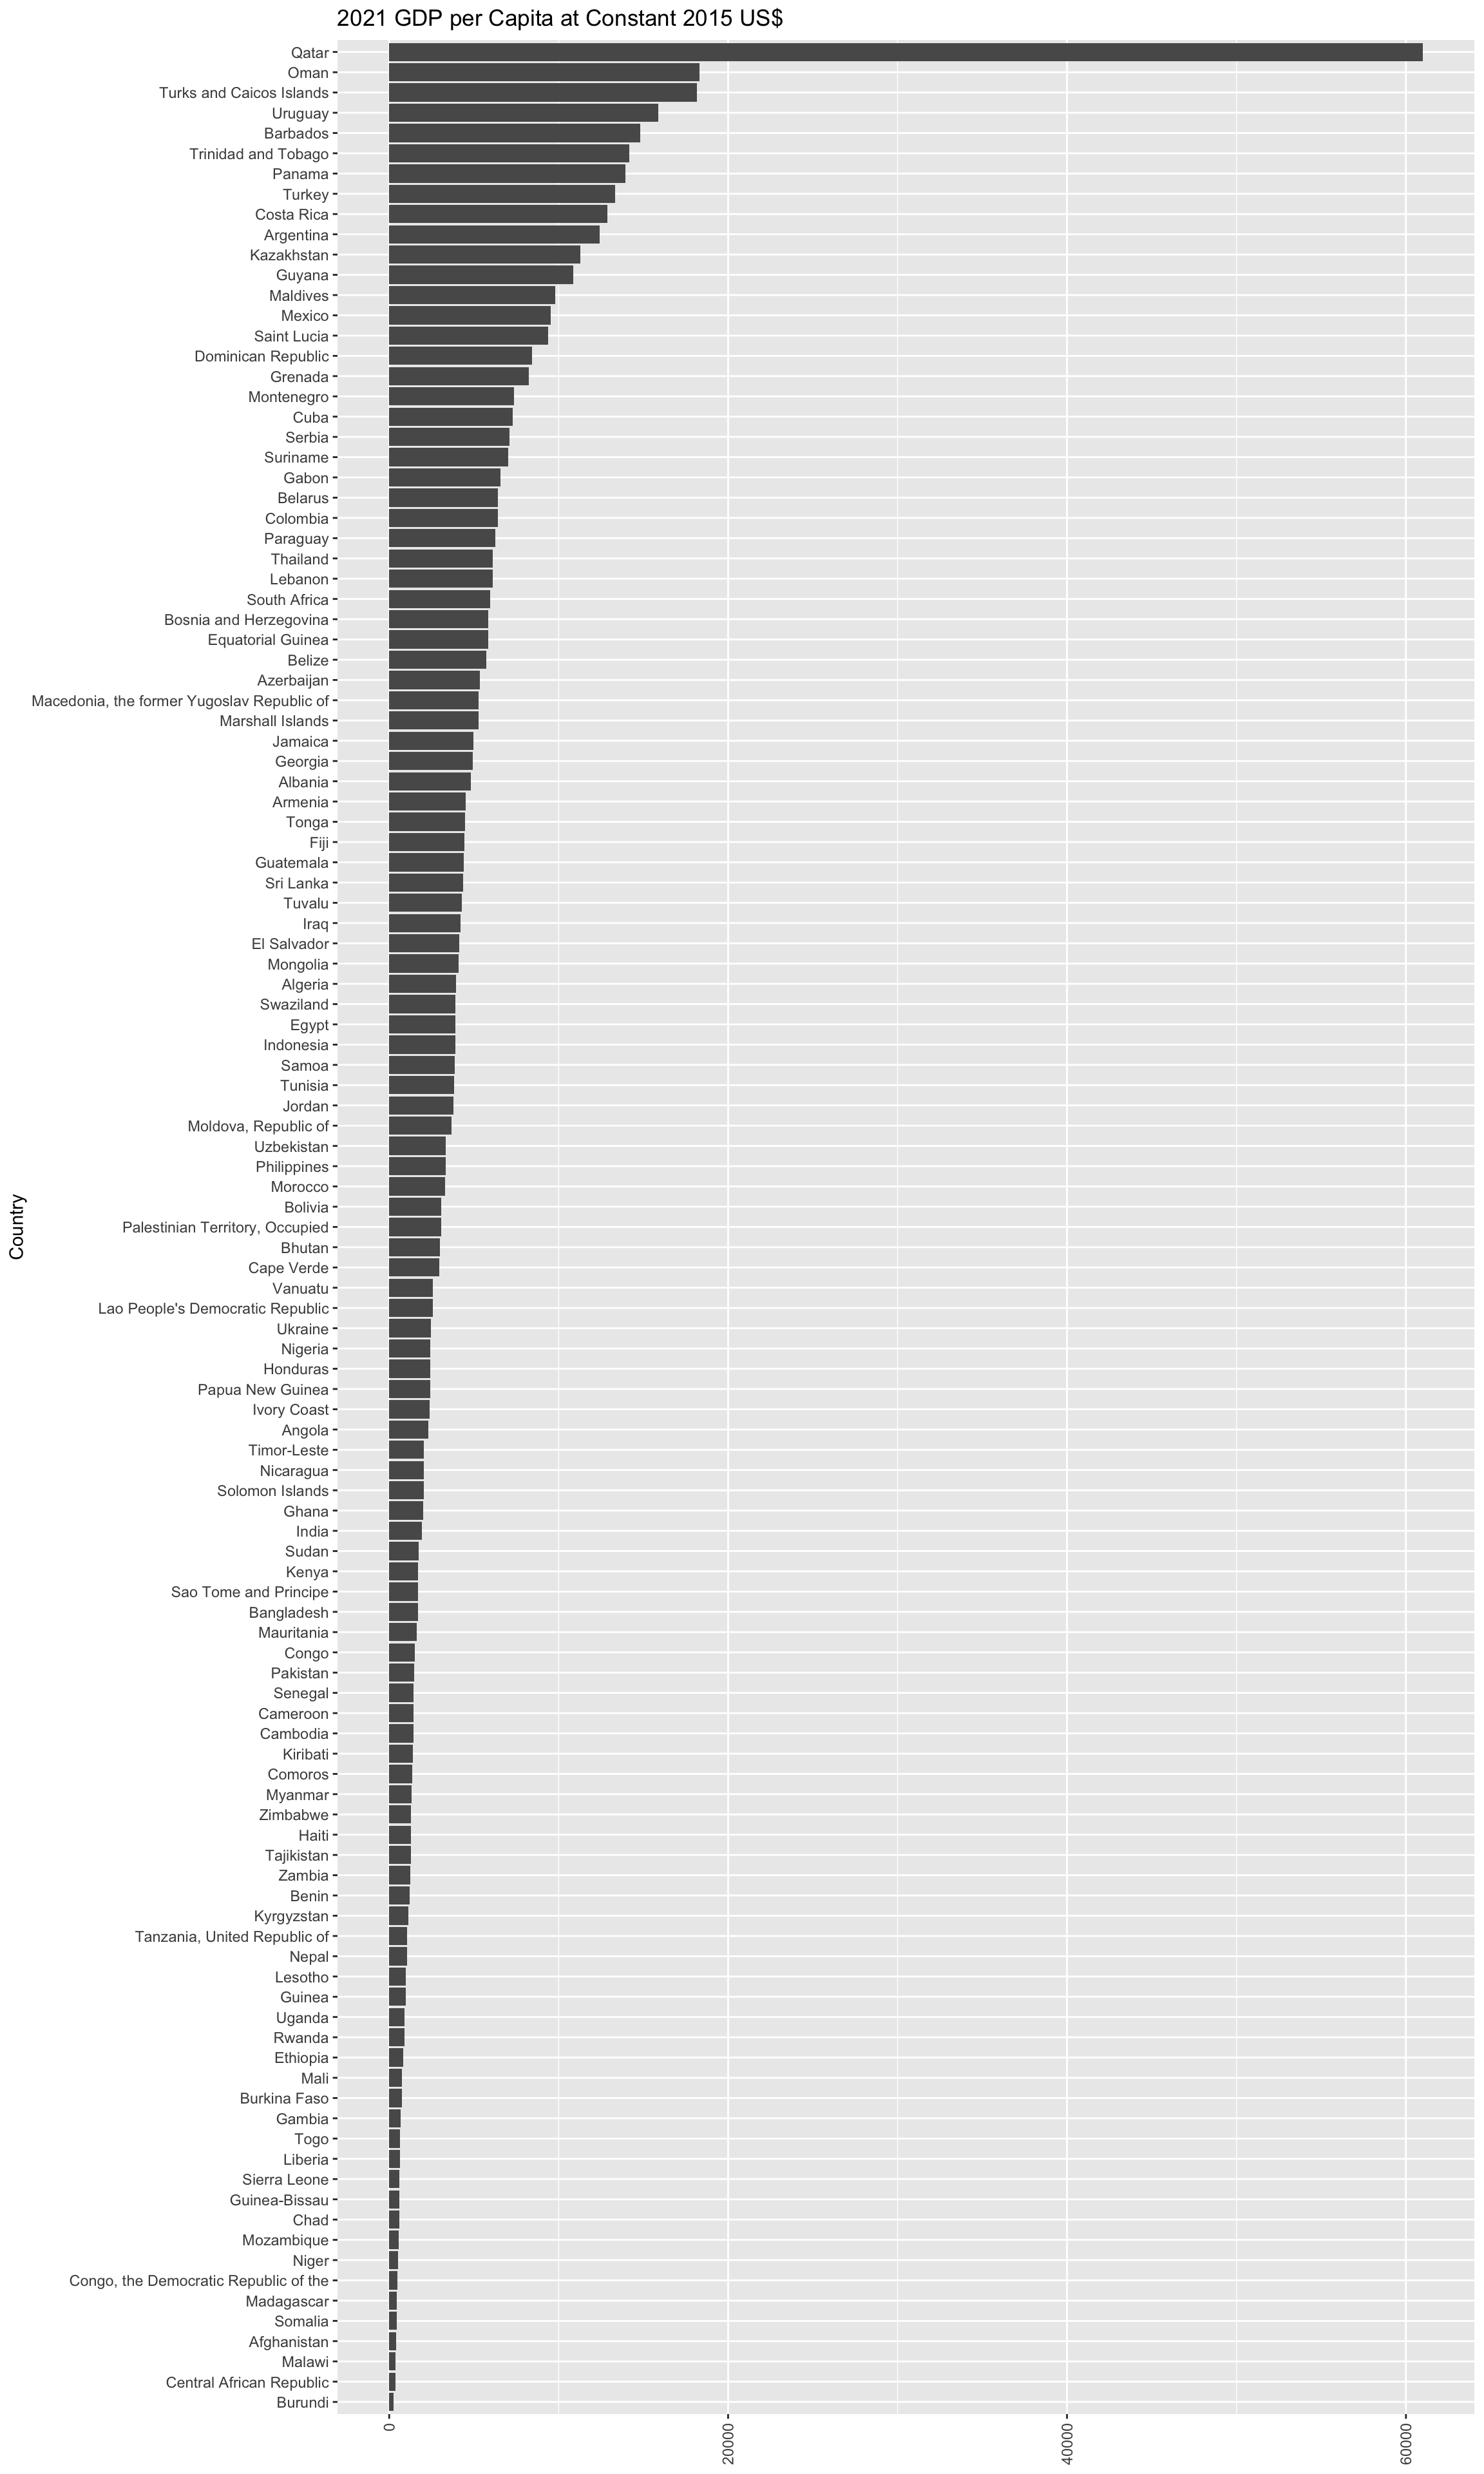 2021 GDP per Capita at Constant 2015 US$
Qatar
Oman
Turks and Caicos Islands
Uruguay
Barbados
Trinidad and Tobago
Panama
Turkey
Costa Rica
Argentina
Kazakhstan
Guyana
Maldives
Mexico
Saint Lucia
Dominican Republic
Grenada
Montenegro
Cuba
Serbia
Suriname
Gabon
Belarus
Colombia
Paraguay
Thailand
Lebanon
South Africa
Bosnia and Herzegovina
Equatorial Guinea
Belize
Azerbaijan
Macedonia, the former Yugoslav Republic of
Marshall Islands
Jamaica
Georgia
Albania
Armenia
Tonga
Fiji
Guatemala
Sri Lanka
Tuvalu
Iraq
El Salvador
Mongolia
Algeria
Swaziland
Egypt
Indonesia
Samoa
Tunisia
Jordan
Moldova, Republic of
Uzbekistan
Philippines
Morocco
Bolivia
Palestinian Territory, Occupied
Bhutan
Cape Verde
Vanuatu
Lao People's Democratic Republic
Ukraine
Nigeria
Honduras
Papua New Guinea
Ivory Coast
Angola
Timor-Leste
Nicaragua
Solomon Islands
Ghana
India
Sudan
Kenya
Sao Tome and Principe
Bangladesh
Mauritania
Congo
Pakistan
Senegal
Cameroon
Cambodia
Kiribati
Comoros
Myanmar
Zimbabwe
Haiti
Tajikistan
Zambia
Benin
Kyrgyzstan
Tanzania, United Republic of
Nepal
Lesotho
Guinea
Uganda
Rwanda
Ethiopia
Mali
Burkina Faso
Gambia
Togo
Liberia
Sierra Leone
Guinea-Bissau
Chad
Mozambique
Niger
Congo, the Democratic Republic of the
Madagascar
Somalia
Afghanistan
Malawi
Central African Republic
Burundi
Country
0
20000
40000
60000